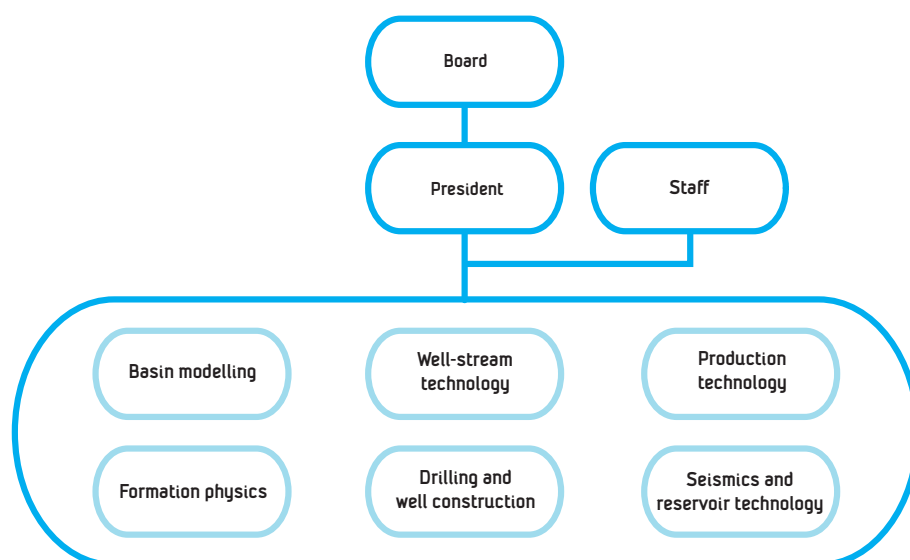 Board
President
Staff
Basin modelling
Well-stream
technology
Production
technology
Formation physics
Drilling and
well construction
Seismics and
reservoir technology